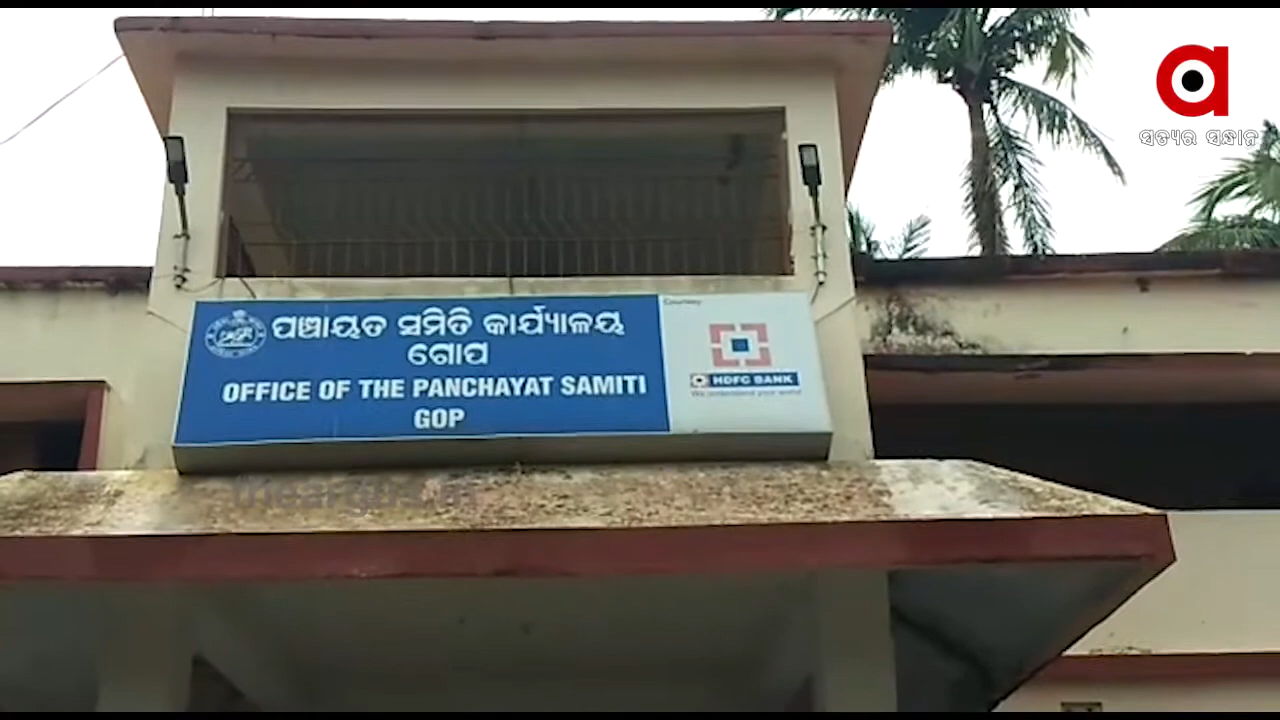 ସତ୍ୟର ସନ୍ଧାନ
ପଞ୍ଚାୟତ ସମିତି କାର୍ଯ୍ୟାଳୟ
ଗୋପ
OFFICE OF THE PANCHAYAT SAMITI
GOP
Courtesy
HDFC BANK
We understand your world